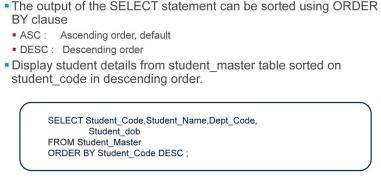 The output of the SELECT statement can be sorted using ORDER
BY clause
ASC : Ascending order, default
DESC : Descending order
Display student details from student_master table sorted on
student_code in descending order.
SELECT Student_Code,Student_Name,Dept_Code,
Student_dob
FROM Student_Master
ORDER BY Student_Code DESC ;